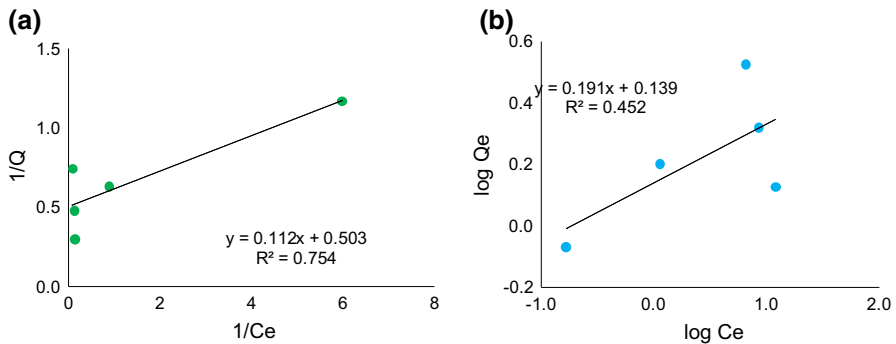 (a)
1.5
1.0
0.5
0.0
1/Q
y = 0.112x + 0.503
R² = 0.754
0 2 4 6 8
1/Ce
(b)
0.6
0.4
0.2
0.0
-0.2
log Qe
y = 0.191x + 0.139
R² = 0.452
-1.0 0.0 1.0 2.0
log Ce